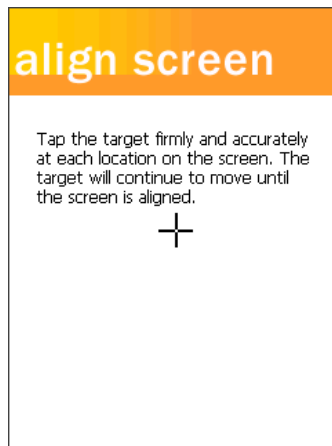 align screen
Tap the target firmly and accurately
at each location on the screen. The
target will continue to move until
the screen is aligned.